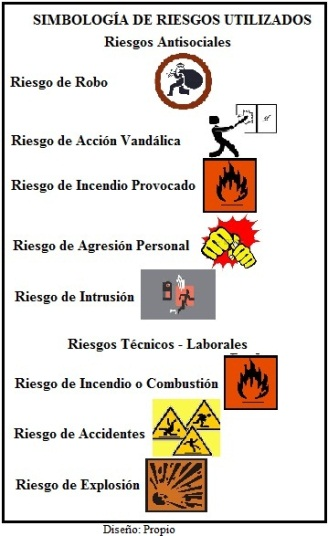 SIMBOLOGÍA DE RIESGOS UTILIZADOS
Riesgos Antisociales
Riesgo de Robo
Riesgo de Acción Vandálica
Riesgo de Incendio Provocado
Riesgo de Agresión Personal
Riesgo de Intrusión
Riesgos Técnicos - Laborales
Riesgo de Incendio o Combustión
Riesgo de Accidentes
Riesgo de Explosión
Diseño: Propio